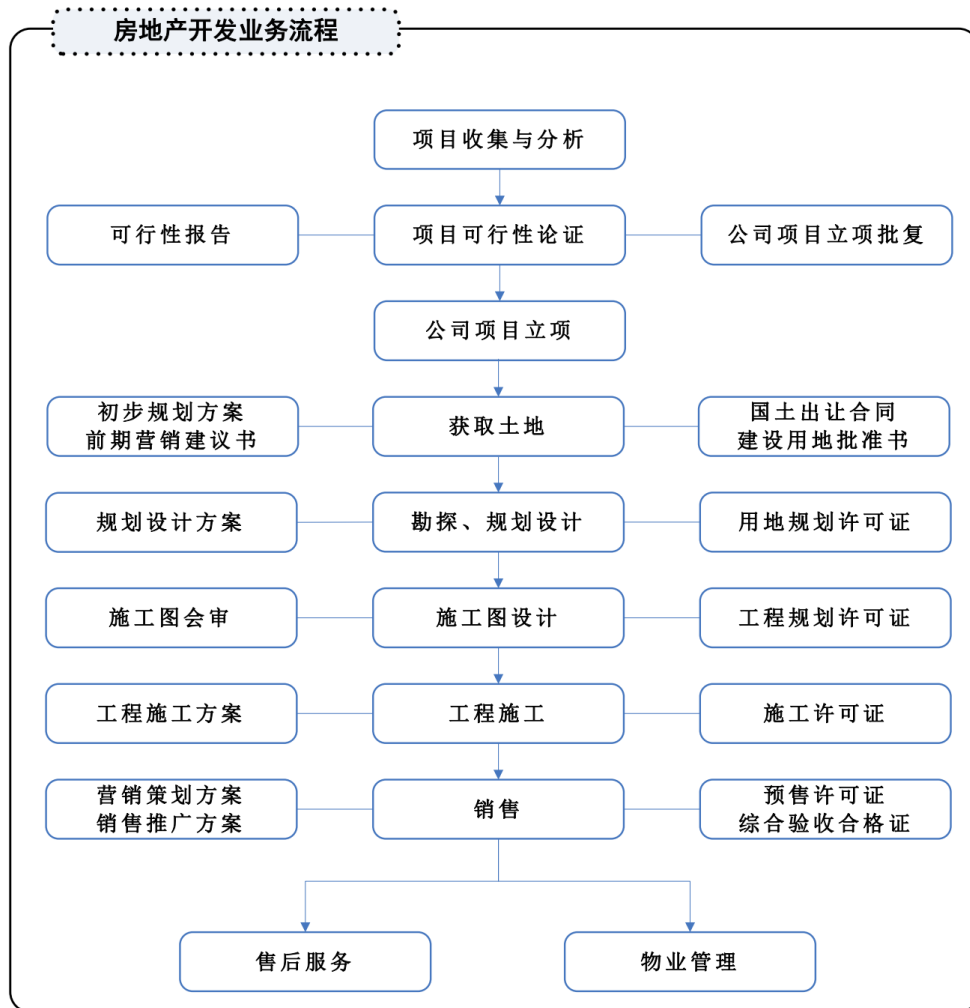 房地产开发业务流程
项目收集与分析
可行性报告
项目可行性论证
公司项目立项批复
公司项目立项
初步规划方案
前期营销建议书
获取土地
国土出让合同
建设用地批准书
规划设计方案
勘探、规划设计
用地规划许可证
施工图会审
施工图设计
工程规划许可证
工程施工方案
工程施工
施工许可证
营销策划方案
销售推广方案
销售
预售许可证
综合验收合格证
售后服务
物业管理